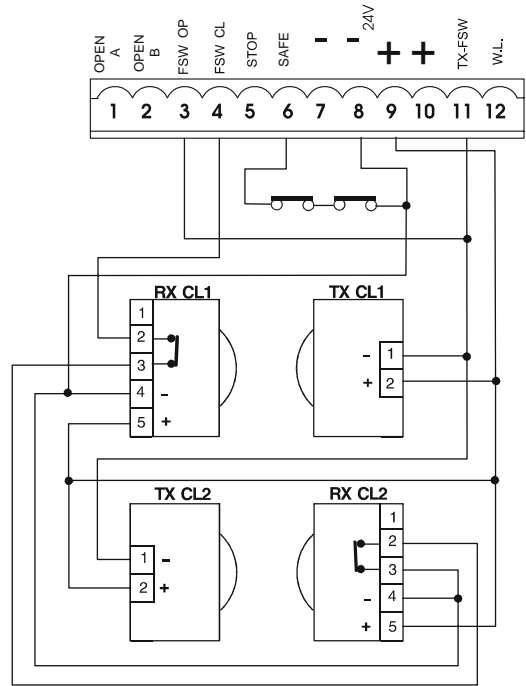 OPEN A
OPEN B
FSW OP
FSW CL
STOP
SAFE
-
- 24V
+
+
TX-FSW
W.L.
1 2 3 4 5 6 7 8 9 10 11 12
RX CL1
1
2
3
4 -
5 +
TX CL1
- 1
+ 2
TX CL2
1 -
2 +
RX CL2
1
2
3
- 4
+ 5